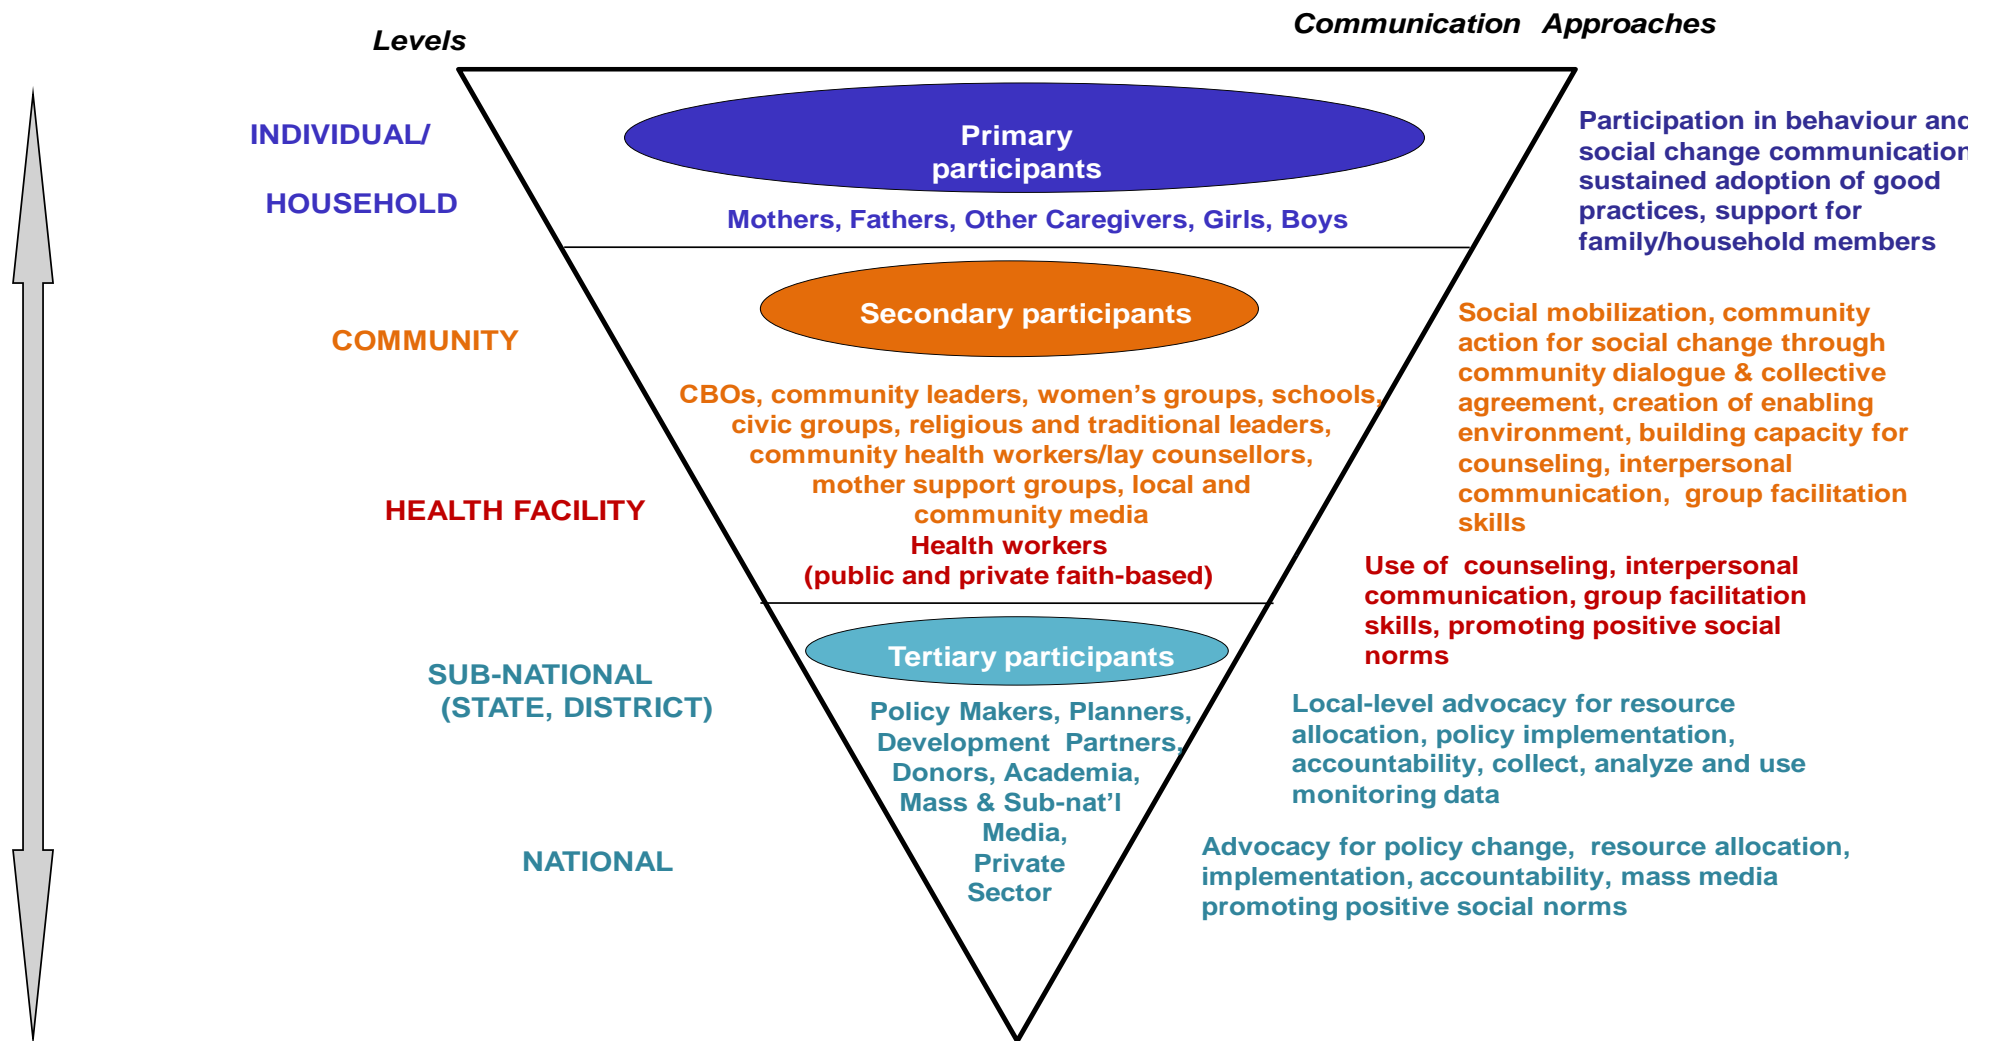 Levels
Communication Approaches
INDIVIDUAL/
HOUSEHOLD
Primary
participants
Mothers, Fathers, Other Caregivers, Girls, Boys
Participation in behaviour and
social change communication
sustained adoption of good
practices, support for
family/household members
COMMUNITY
Secondary participants
CBOs, community leaders, women’s groups, schools,
civic groups, religious and traditional leaders,
community health workers/lay counsellors,
mother support groups, local and
community media
Social mobilization, community
action for social change through
community dialogue & collective
agreement, creation of enabling
environment, building capacity for
counseling, interpersonal
communication, group facilitation
skills
HEALTH FACILITY
Health workers
(public and private faith-based)
Use of counseling, interpersonal
communication, group facilitation
skills, promoting positive social
norms
SUB-NATIONAL
(STATE, DISTRICT)
Tertiary participants
Policy Makers, Planners,
Development Partners,
Donors, Academia,
Mass & Sub-nat’l
Media,
Private
Sector
Local-level advocacy for resource
allocation, policy implementation,
accountability, collect, analyze and use
monitoring data
NATIONAL
Advocacy for policy change, resource allocation,
implementation, accountability, mass media
promoting positive social norms